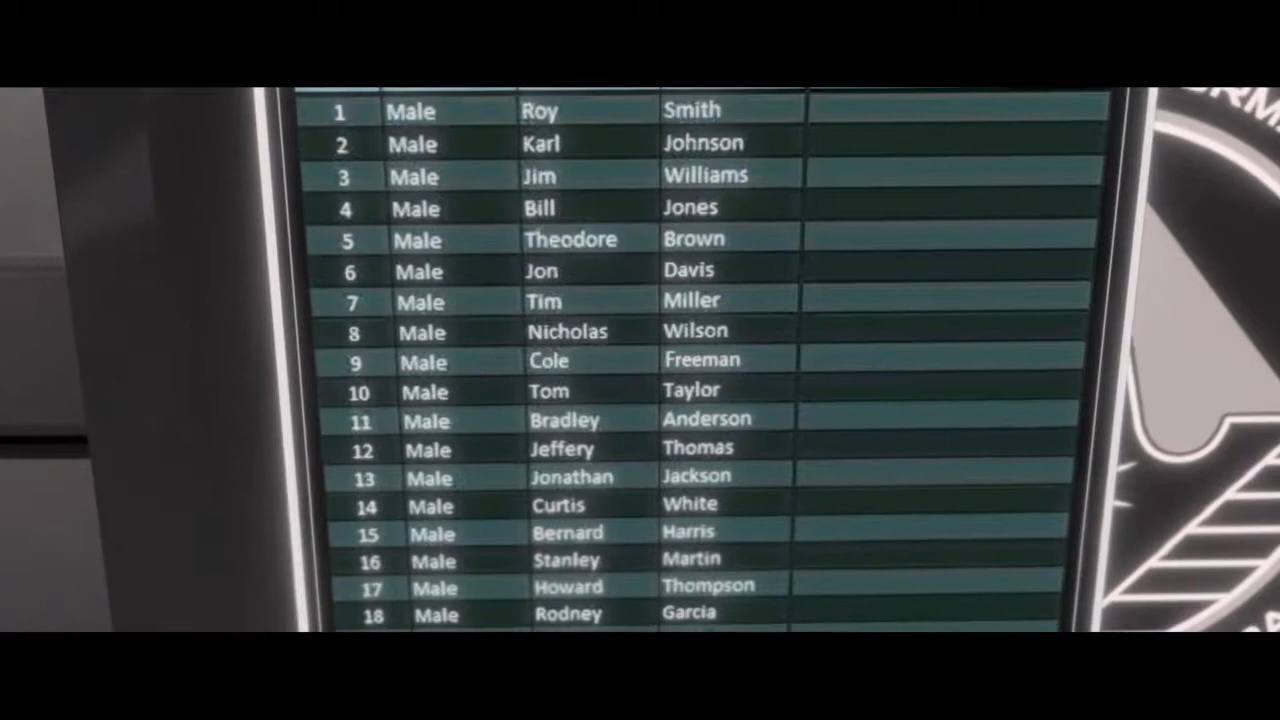 1 Male Roy Smith
2 Male Karl Johnson
3 Male Jim Williams
4 Male Bill Jones
5 Male Theodore Brown
6 Male Jon Davis
7 Male Tim Miller
8 Male Nicholas Wilson
9 Male Cole Freeman
10 Male Tom Taylor
11 Male Bradley Anderson
12 Male Jeffery Thomas
13 Male Jonathan Jackson
14 Male Curtis White
15 Male Bernard Harris
16 Male Stanley Martin
17 Male Howard Thompson
18 Male Rodney Garcia